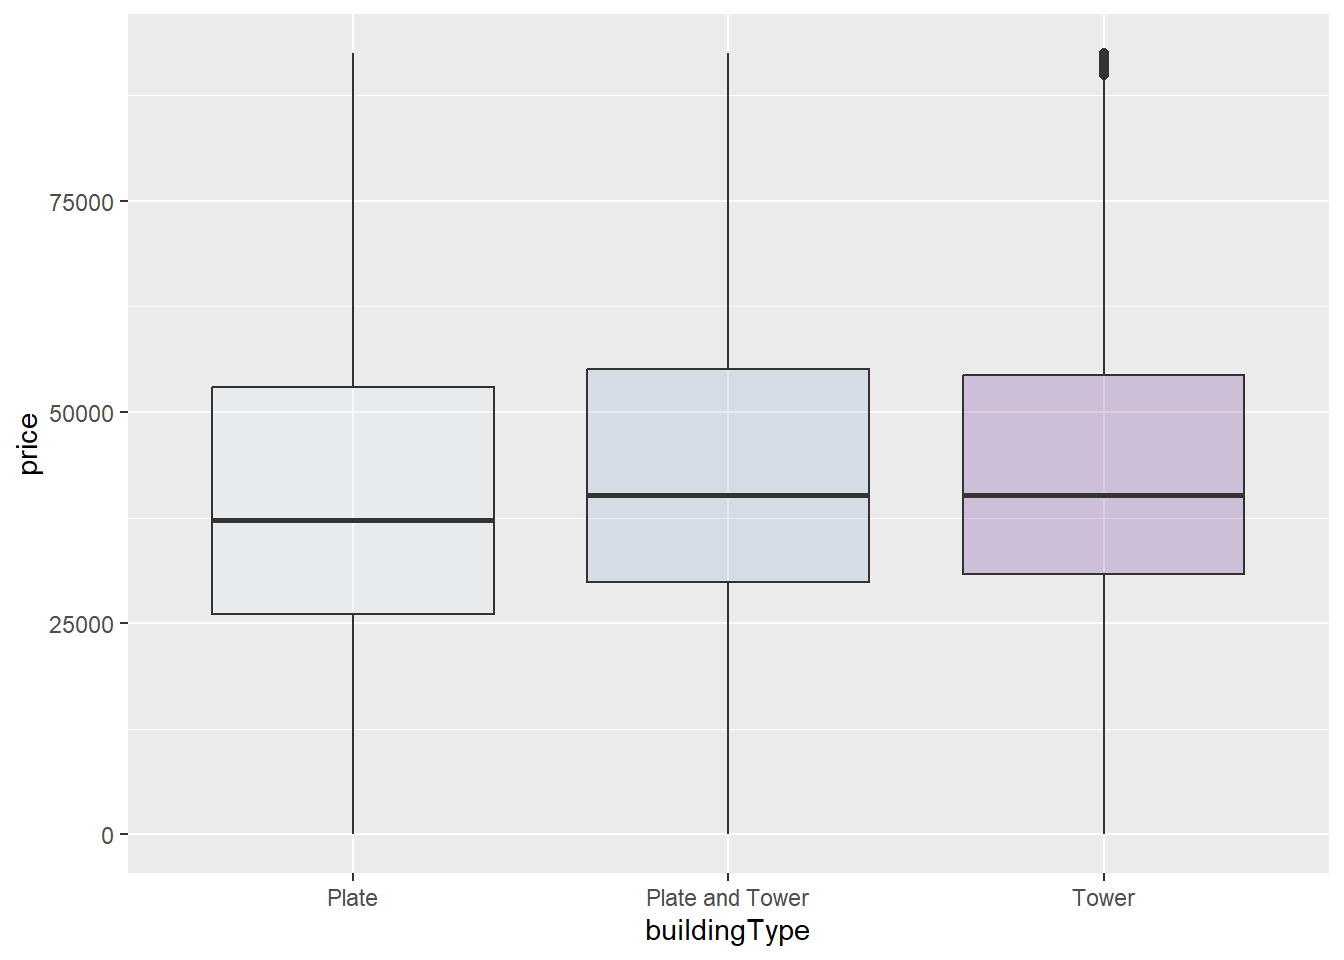 price
75000
50000
25000
0
Plate
Plate and Tower
Tower
buildingType